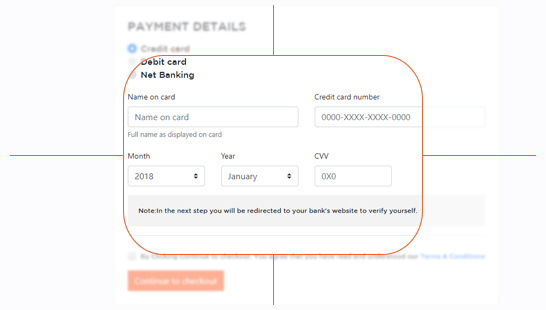 PAYMENT DETAILS
Credit card
Debit card
Net Banking
Name on card Credit card number
Name on card 0000-XXXX-XXXX-0000
Full name as displayed on card
Month Year CVV
2018 January 0X0
Note:In the next step you will be redirected to your bank's website to verify yourself.
By Clicking Continue to checkout. You agree that you have read and understood our Terms & Conditions
Continue to checkout